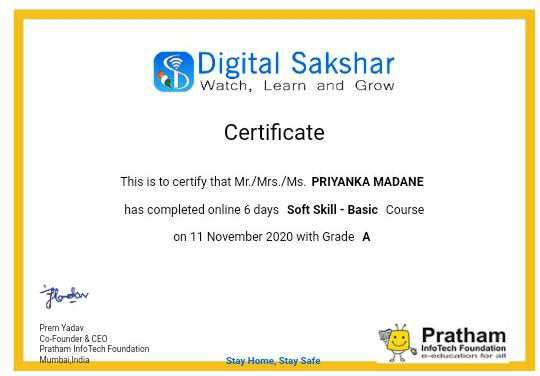 Digital Sakshar
Watch, Learn and Grow
Certificate
This is to certify that Mr./Mrs./Ms. PRIYANKA MADANE
has completed online 6 days Soft Skill - Basic Course
on 11 November 2020 with Grade A
Prem Yadav
Co-Founder & CEO
Pratham InfoTech Foundation
Mumbai,India
Stay Home, Stay Safe
Pratham
InfoTech Foundation
e-education for all